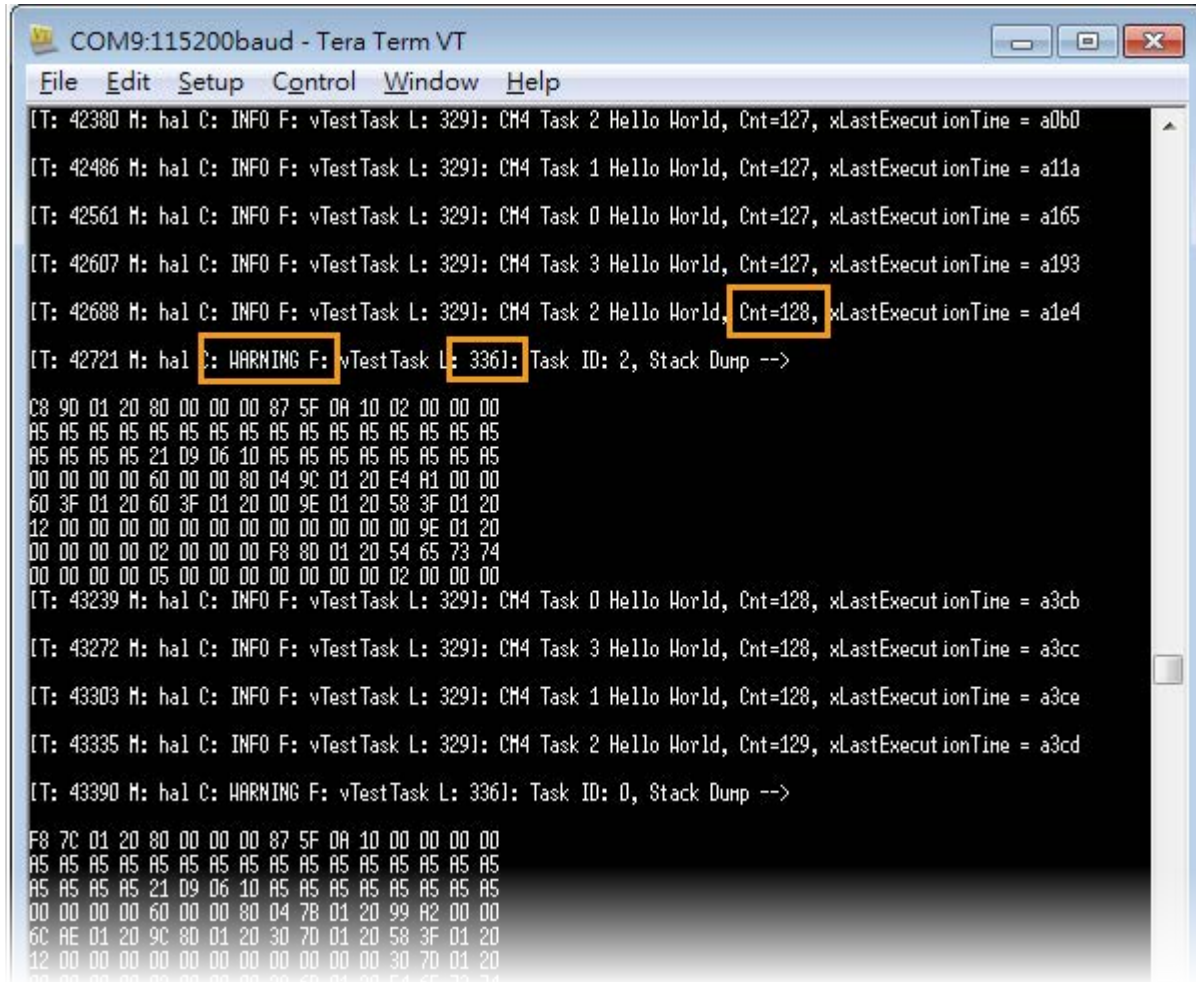 COM9:115200baud - Tera Term VT
File Edit Setup Control Window Help
[T: 42380 M: hal C: INFO F: vTestTask L: 329]: CM4 Task 2 Hello World, Cnt=127, xLastExecutionTime = a0b0
[T: 42486 M: hal C: INFO F: vTestTask L: 329]: CM4 Task 1 Hello World, Cnt=127, xLastExecutionTime = a11a
[T: 42561 M: hal C: INFO F: vTestTask L: 329]: CM4 Task 0 Hello World, Cnt=127, xLastExecutionTime = a165
[T: 42607 M: hal C: INFO F: vTestTask L: 329]: CM4 Task 3 Hello World, Cnt=127, xLastExecutionTime = a193
[T: 42688 M: hal C: INFO F: vTestTask L: 329]: CM4 Task 2 Hello World, Cnt=128, xLastExecutionTime = a1e4
[T: 42721 M: hal C: WARNING F: vTestTask L: 336]: Task ID: 2, Stack Dump -->
C8 9D 01 20 80 00 00 00 87 5F 0A 10 02 00 00 00
A5 A5 A5 A5 A5 A5 A5 A5 A5 A5 A5 A5 A5 A5 A5 A5
A5 A5 A5 A5 21 D9 06 10 A5 A5 A5 A5 A5 A5 A5 A5
00 00 00 00 60 00 00 80 04 9C 01 20 E4 A1 00 00
60 3F 01 20 60 3F 01 20 00 9E 01 20 58 3F 01 20
12 00 00 00 00 00 00 00 00 00 00 00 00 9E 01 20
00 00 00 00 02 00 00 00 F8 8D 01 20 54 65 73 74
00 00 00 00 05 00 00 00 00 00 00 00 02 00 00 00
[T: 43239 M: hal C: INFO F: vTestTask L: 329]: CM4 Task 0 Hello World, Cnt=128, xLastExecutionTime = a3cb
[T: 43272 M: hal C: INFO F: vTestTask L: 329]: CM4 Task 3 Hello World, Cnt=128, xLastExecutionTime = a3cc
[T: 43303 M: hal C: INFO F: vTestTask L: 329]: CM4 Task 1 Hello World, Cnt=128, xLastExecutionTime = a3ce
[T: 43335 M: hal C: INFO F: vTestTask L: 329]: CM4 Task 2 Hello World, Cnt=129, xLastExecutionTime = a3cd
[T: 43390 M: hal C: WARNING F: vTestTask L: 336]: Task ID: 0, Stack Dump -->
F8 7C 01 20 80 00 00 00 87 5F 0A 10 00 00 00 00
A5 A5 A5 A5 A5 A5 A5 A5 A5 A5 A5 A5 A5 A5 A5 A5
A5 A5 A5 A5 21 D9 06 10 A5 A5 A5 A5 A5 A5 A5 A5
00 00 00 00 60 00 00 80 04 7B 01 20 99 A2 00 00
6C AE 01 20 9C 8D 01 20 30 7D 01 20 58 3F 01 20
12 00 00 00 00 00 00 00 00 00 00 00 30 7D 01 20